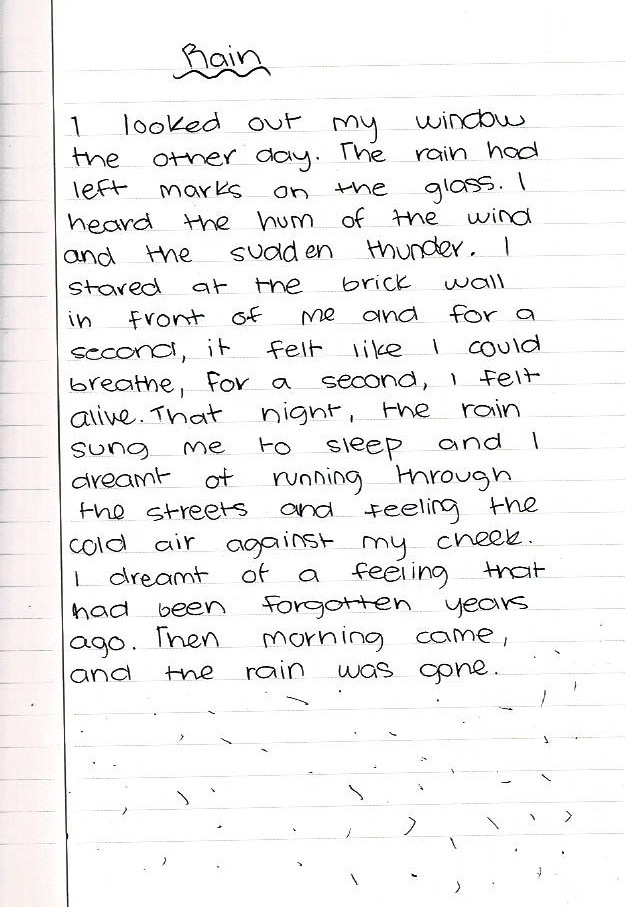 Rain
I looked out my window
the other day. The rain had
left marks on the glass. I
heard the hum of the wind
and the sudden thunder. I
stared at the brick wall
in front of me and for a
second, it felt like I could
breathe, for a second, I felt
alive. That night, the rain
sung me to sleep and I
dreamt of running through
the streets and feeling the
cold air against my cheek.
I dreamt of a feeling that
had been forgotten years
ago. Then morning came,
and the rain was gone.